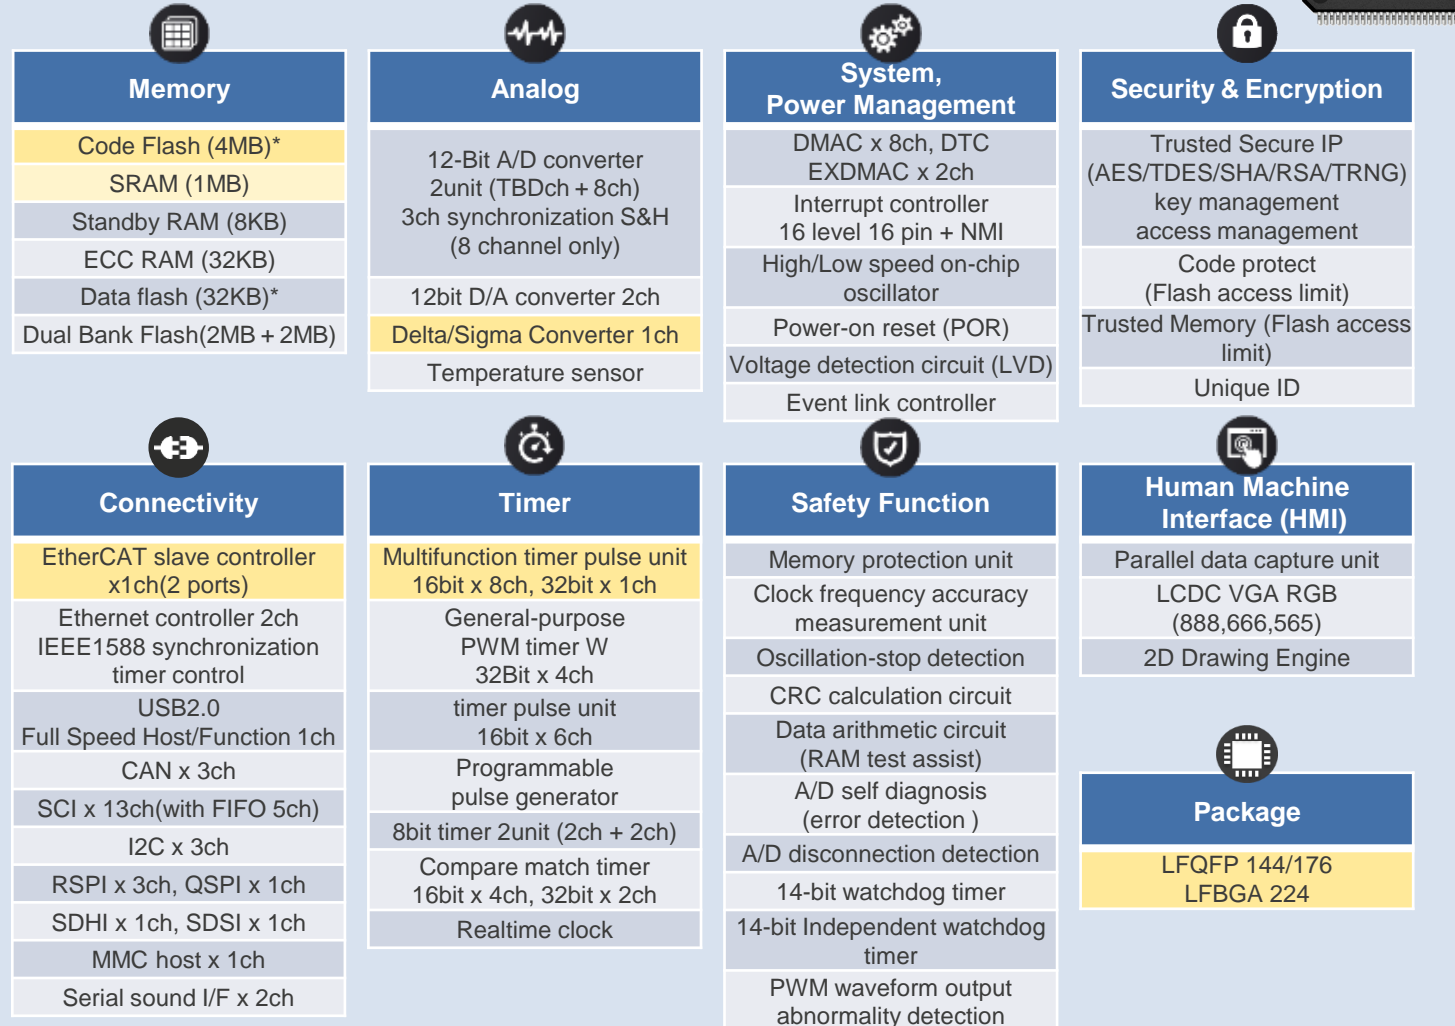 Memory
Code Flash (4MB)*
SRAM (1MB)
Standby RAM (8KB)
ECC RAM (32KB)
Data flash (32KB)*
Dual Bank Flash(2MB + 2MB)
Analog
12-Bit A/D converter
2unit (TBDch + 8ch)
3ch synchronization S&H
(8 channel only)
12bit D/A converter 2ch
Delta/Sigma Converter 1ch
Temperature sensor
System,
Power Management
DMAC x 8ch, DTC
EXDMAC x 2ch
Interrupt controller
16 level 16 pin + NMI
High/Low speed on-chip
oscillator
Power-on reset (POR)
Voltage detection circuit (LVD)
Event link controller
Security & Encryption
Trusted Secure IP
(AES/TDES/SHA/RSA/TRNG)
key management
access management
Code protect
(Flash access limit)
Trusted Memory (Flash access
limit)
Unique ID
Connectivity
EtherCAT slave controller
x1ch(2 ports)
Ethernet controller 2ch
IEEE1588 synchronization
timer control
USB2.0
Full Speed Host/Function 1ch
CAN x 3ch
SCI x 13ch(with FIFO 5ch)
I2C x 3ch
RSPI x 3ch, QSPI x 1ch
SDHI x 1ch, SDSI x 1ch
MMC host x 1ch
Serial sound I/F x 2ch
Timer
Multifunction timer pulse unit
16bit x 8ch, 32bit x 1ch
General-purpose
PWM timer W
32Bit x 4ch
timer pulse unit
16bit x 6ch
Programmable
pulse generator
8bit timer 2unit (2ch + 2ch)
Compare match timer
16bit x 4ch, 32bit x 2ch
Realtime clock
Safety Function
Memory protection unit
Clock frequency accuracy
measurement unit
Oscillation-stop detection
CRC calculation circuit
Data arithmetic circuit
(RAM test assist)
A/D self diagnosis
(error detection )
A/D disconnection detection
14-bit watchdog timer
14-bit Independent watchdog
timer
PWM waveform output
abnormality detection
Human Machine
Interface (HMI)
Parallel data capture unit
LCDC VGA RGB
(888,666,565)
2D Drawing Engine
Package
LFQFP 144/176
LFBGA 224